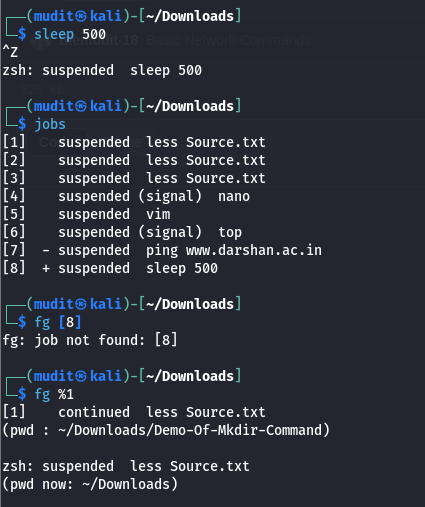 ┌──(mudit㉿kali)-[~/Downloads]
└─$ sleep 500
^Z
zsh: suspended  sleep 500
┌──(mudit㉿kali)-[~/Downloads]
└─$ jobs
[1]    suspended  less Source.txt
[2]    suspended  less Source.txt
[3]    suspended  less Source.txt
[4]    suspended (signal)  nano
[5]    suspended  vim
[6]    suspended (signal)  top
[7]  - suspended  ping www.darshan.ac.in
[8]  + suspended  sleep 500
┌──(mudit㉿kali)-[~/Downloads]
└─$ fg [8]
fg: job not found: [8]
┌──(mudit㉿kali)-[~/Downloads]
└─$ fg %1
[1]    continued  less Source.txt
(pwd : ~/Downloads/Demo-Of-Mkdir-Command)
zsh: suspended  less Source.txt
(pwd now: ~/Downloads)